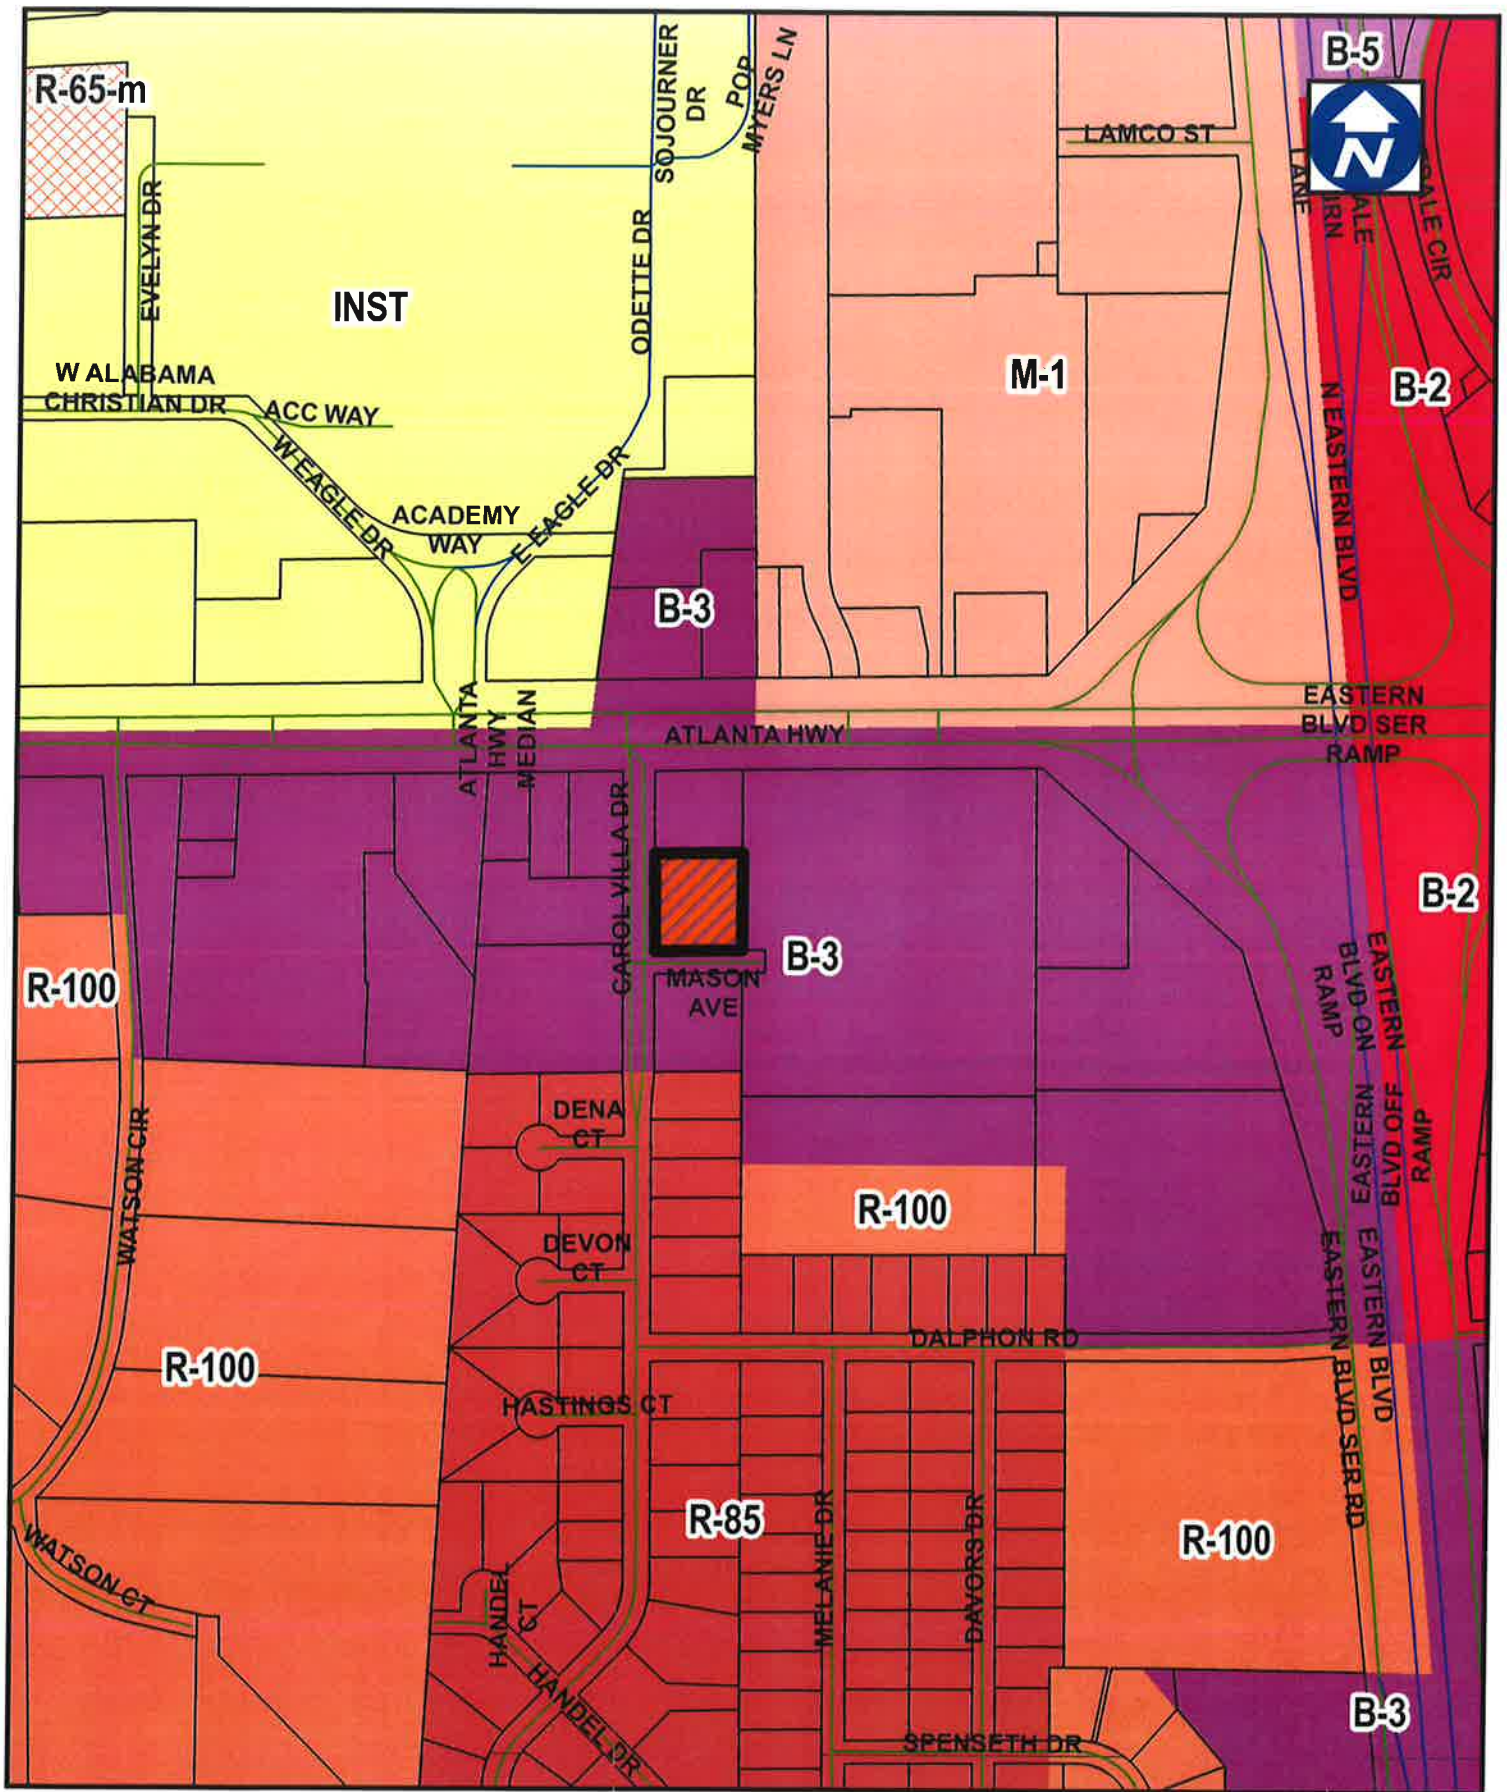 B-5
R-65-m
SOJOURNER
DR
POP
MYERS LN
N
LAMCO ST
LANE
ALE
DALE CIR
EVELYN DR
INST
ODETTE DR
M-1
B-2
W ALABAMA
CHRISTIAN DR
ACC WAY
N EASTERN BLVD
W EAGLE DR
ACADEMY
WAY
E EAGLE DR
B-3
EASTERN
BLVD SER
RAMP
ATLANTA
HWY
MEDIAN
ATLANTA HWY
CAROL VILLA DR
B-2
B-3
MASON
AVE
R-100
EASTERN
BLVD ON
RAMP
EASTERN
BLVD OFF
RAMP
DENA
CT
WATSON CIR
R-100
DEVON
CT
EASTERN BLVD
EASTERN BLVD SER RD
DALPHON RD
R-100
HASTINGS CT
R-85
MELANIE DR
DAVORS DR
R-100
WATSON CT
HANDEL
CT
HANDEL DR
SPENSETH DR
B-3